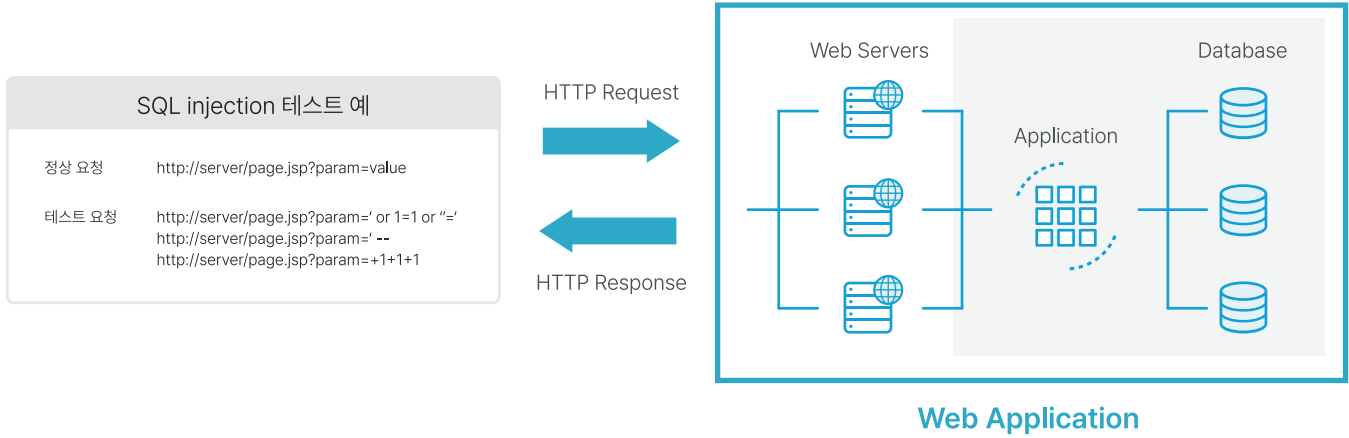 SQL injection 테스트 예
정상 요청 http://server/page.jsp?param=value
테스트 요청 http://server/page.jsp?param=‘ or 1=1 or ”=‘
http://server/page.jsp?param=‘ --
http://server/page.jsp?param=+1+1+1
HTTP Request
HTTP Response
Web Servers
Application
Database
Web Application